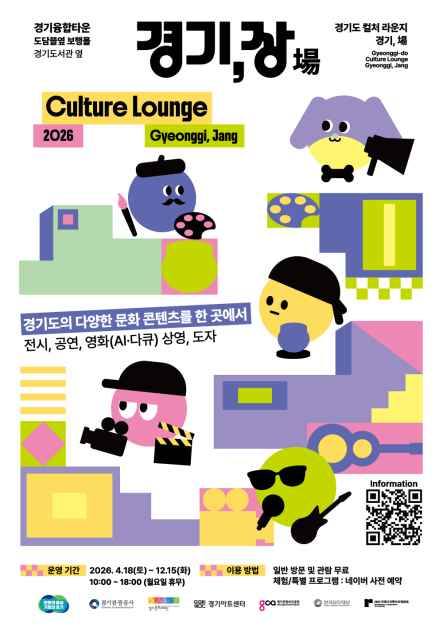 경기융합타운
도담뜰옆 보행몰
경기도서관 옆
경기, 장場
경기도 컬처 라운지
경기, 場
Gyeonggi-do
Culture Lounge
Gyeonggi, Jang
Culture Lounge
2026
Gyeonggi, Jang
경기도의 다양한 문화 콘텐츠를 한 곳에서
전시, 공연, 영화(AI·다큐) 상영, 도자
Information
운영 기간
2026. 4.18(토) – 12.15(화)
10:00 – 18:00 (월요일 휴무)
이용 방법
일반 방문 및 관람 무료
체험/특별 프로그램 : 네이버 사전 예약
경기관광공사
경기아트센터
gcg